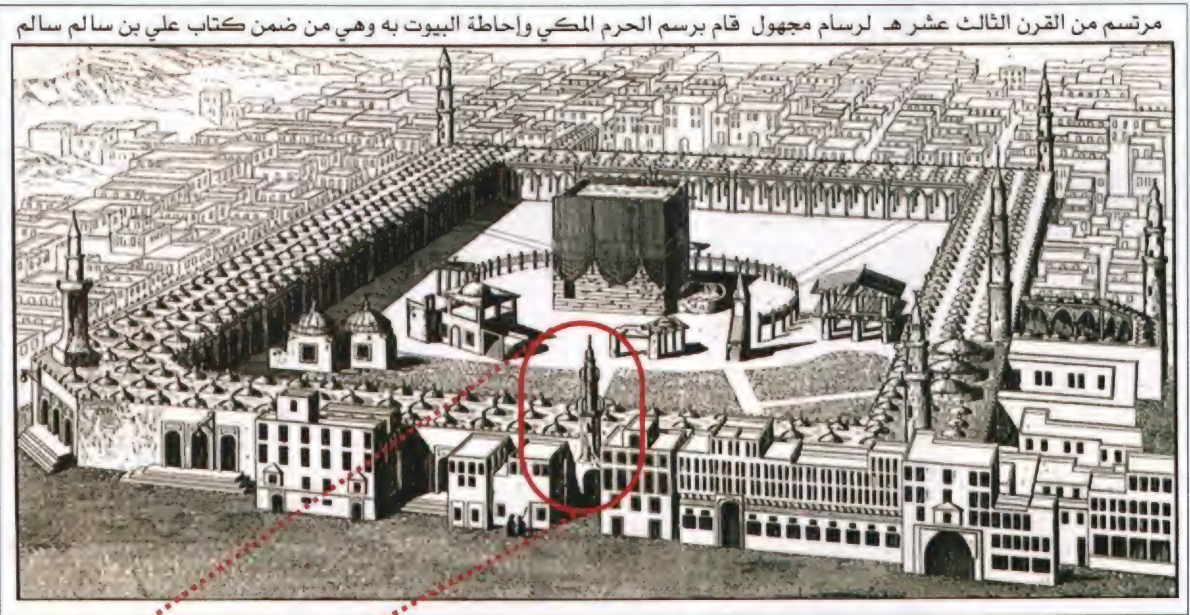 مرتسم من القرن الثالث عشر هـ لرسام مجهول قام برسم الحرم المكي وإحاطة البيوت به وهي من ضمن كتاب علي بن سالم سالم